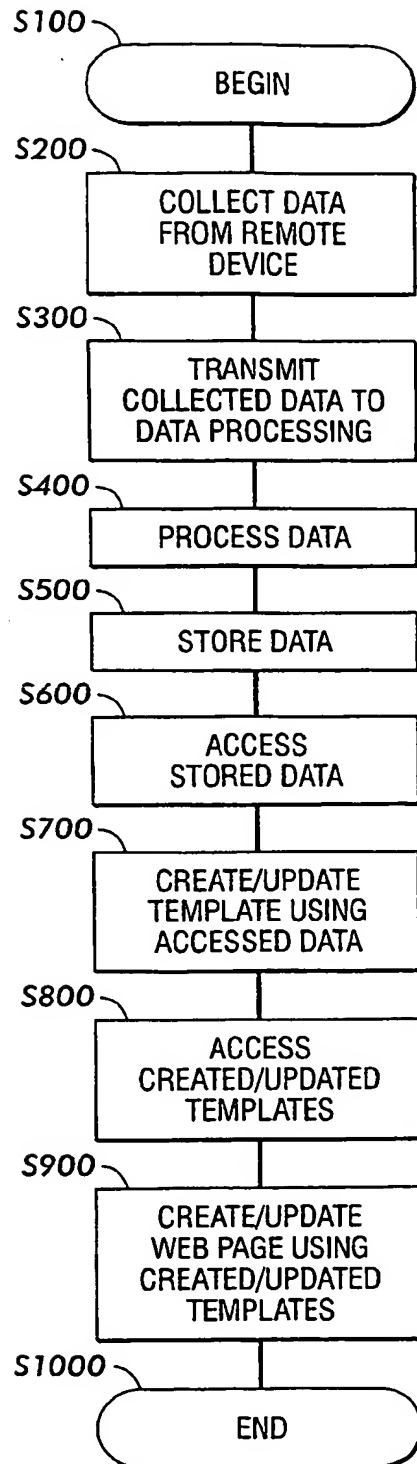 S100
BEGIN
S200
COLLECT DATA
FROM REMOTE
DEVICE
S300
TRANSMIT
COLLECTED DATA TO
DATA PROCESSING
S400
PROCESS DATA
S500
STORE DATA
S600
ACCESS
STORED DATA
S700
CREATE/UPDATE
TEMPLATE USING
ACCESSED DATA
S800
ACCESS
CREATED/UPDATED
TEMPLATES
S900
CREATE/UPDATE
WEB PAGE USING
CREATED/UPDATED
TEMPLATES
S1000
END